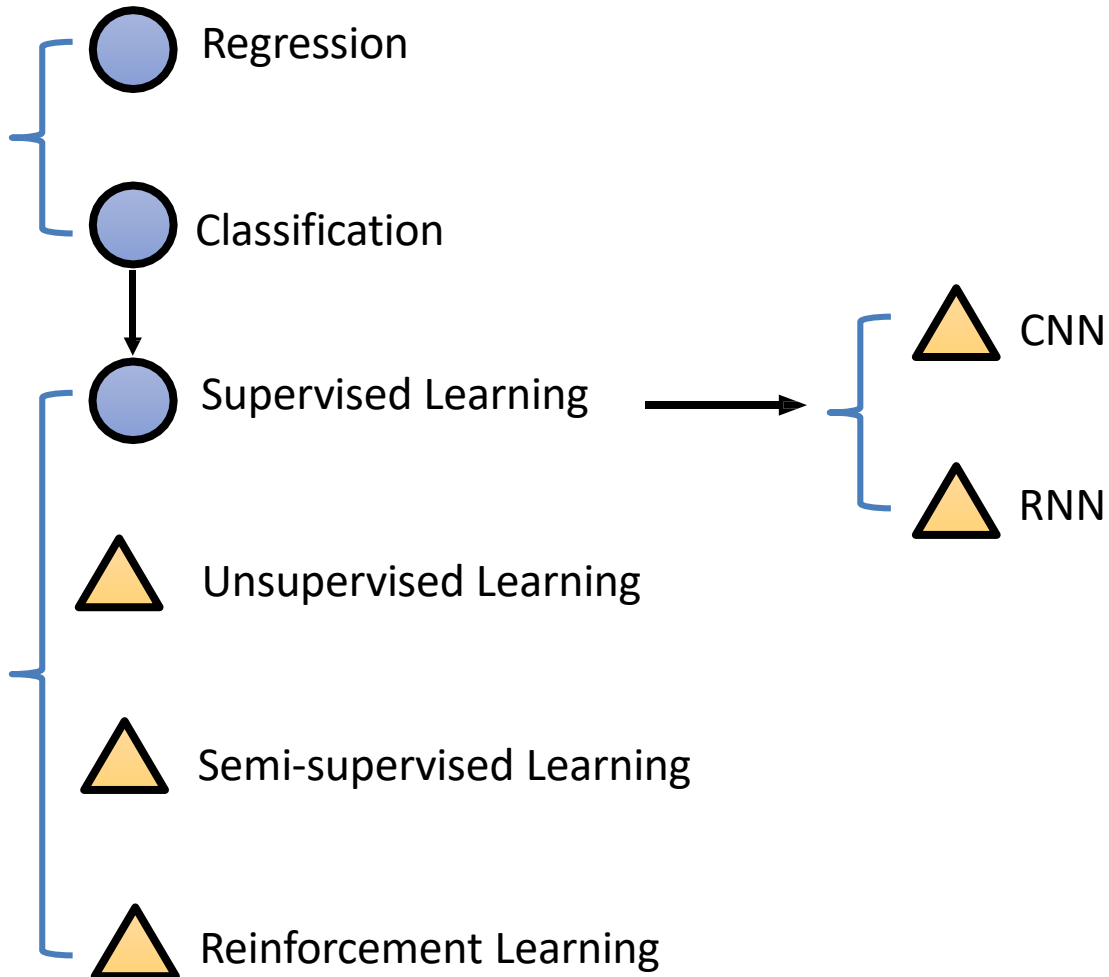 Regression
Classification
Supervised Learning
CNN
RNN
Unsupervised Learning
Semi-supervised Learning
Reinforcement Learning